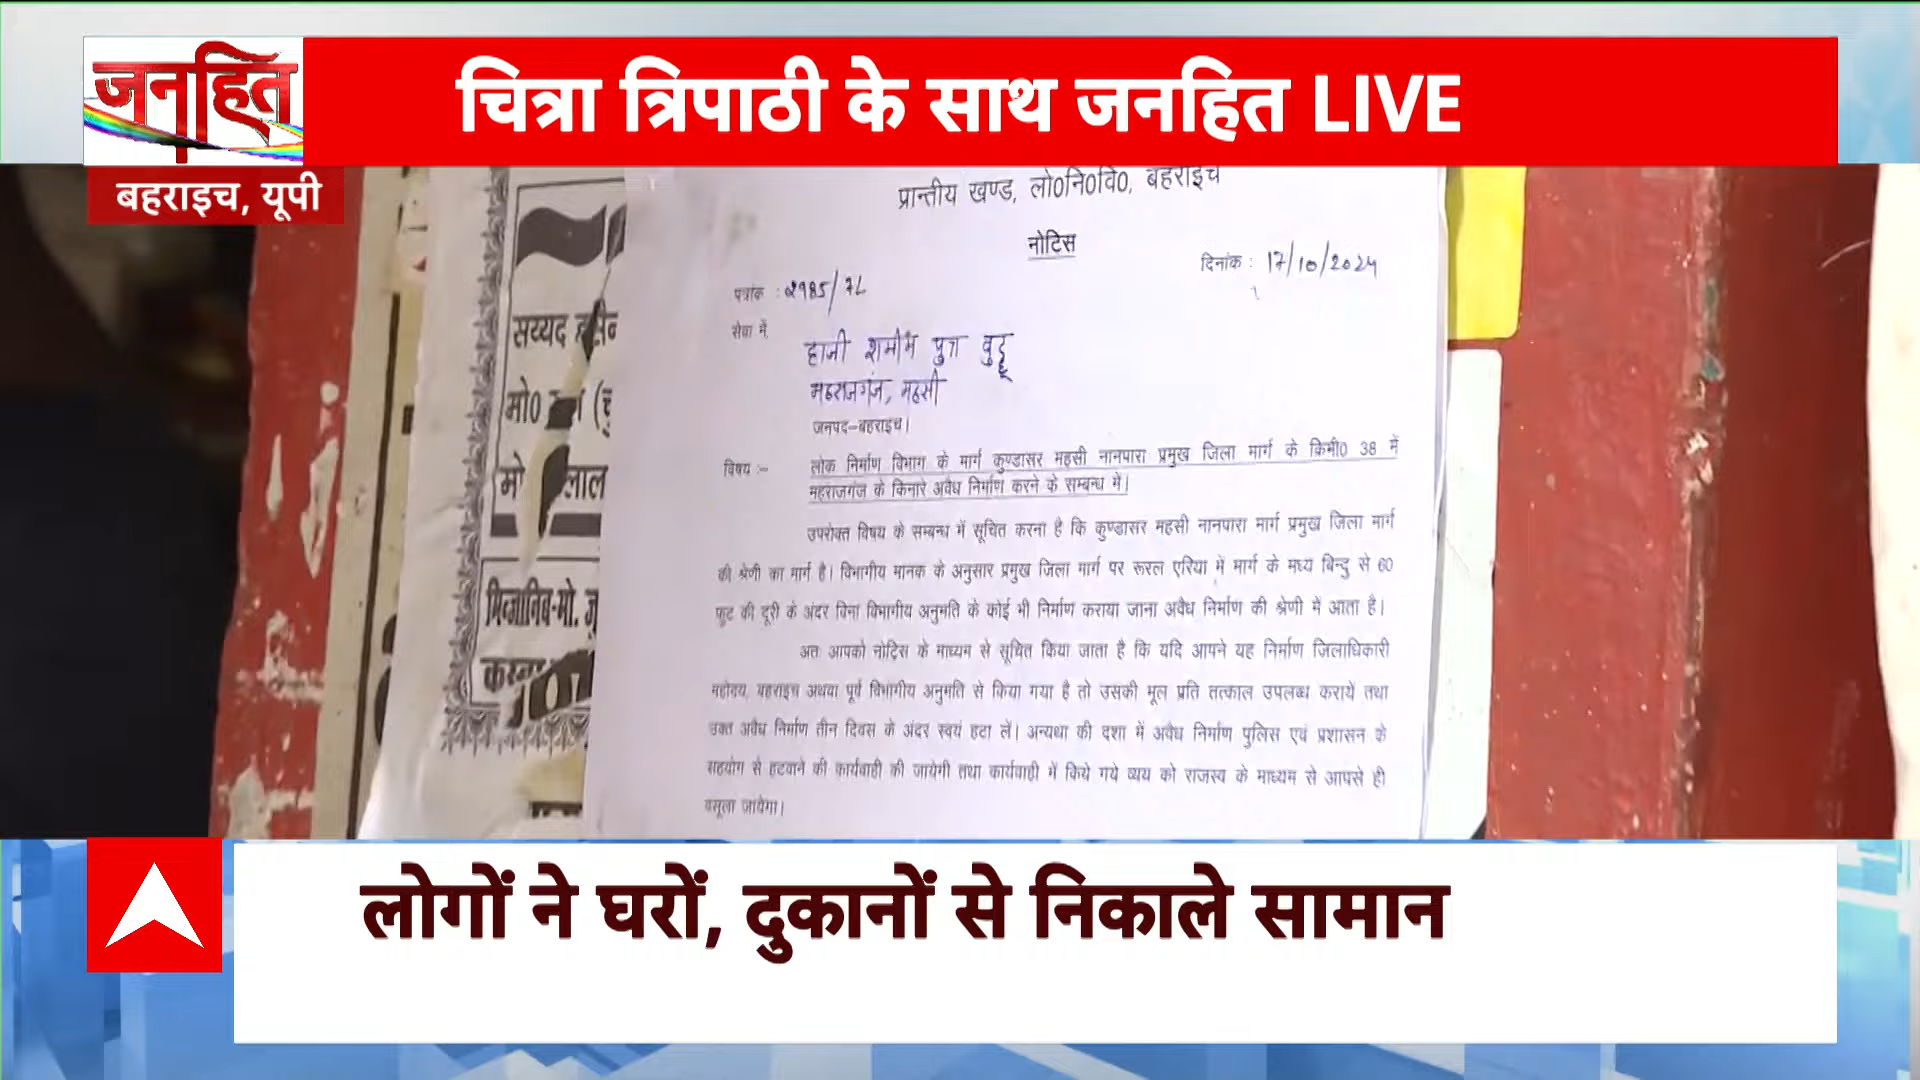 जनहित
चित्रा त्रिपाठी के साथ जनहित LIVE
बहराइच, यूपी
प्रान्तीय खण्ड, लो0नि0वि0, बहराइच
नोटिस
दिनांक : 17/10/2024
पत्रांक :
सेवा में,
हाजी शमीम पुत्र
महराजगंज, महसी
जनपद-बहराइच।
विषय :- लोक निर्माण विभाग के मार्ग कुण्डासर महसी नानपारा प्रमुख जिला मार्ग के किमी0 38 में
महराजगंज के किनारे अवैध निर्माण करने के सम्बन्ध में।
उपरोक्त विषय के सम्बन्ध में सूचित करना है कि कुण्डासर महसी नानपारा मार्ग प्रमुख जिला मार्ग
की श्रेणी का मार्ग है। विभागीय मानक के अनुसार प्रमुख जिला मार्ग पर रूरल एरिया में मार्ग के मध्य बिन्दु से 60
फुट की दूरी के अंदर बिना विभागीय अनुमति के कोई भी निर्माण कराया जाना अवैध निर्माण की श्रेणी में आता है।
अतः आपको नोटिस के माध्यम से सूचित किया जाता है कि यदि आपने यह निर्माण जिलाधिकारी
महोदय, बहराइच अथवा पूर्व विभागीय अनुमति से किया गया है तो उसकी मूल प्रति तत्काल उपलब्ध करायें तथा
उक्त अवैध निर्माण तीन दिवस के अंदर स्वयं हटा लें। अन्यथा की दशा में अवैध निर्माण पुलिस एवं प्रशासन के
सहयोग से हटवाने की कार्यवाही की जायेगी तथा कार्यवाही में किये गये व्यय को राजस्व के माध्यम से आपसे ही
वसूला जायेगा।
सय्यद
मो0
मिन्जानिब-मो.
लोगों ने घरों, दुकानों से निकाले सामान